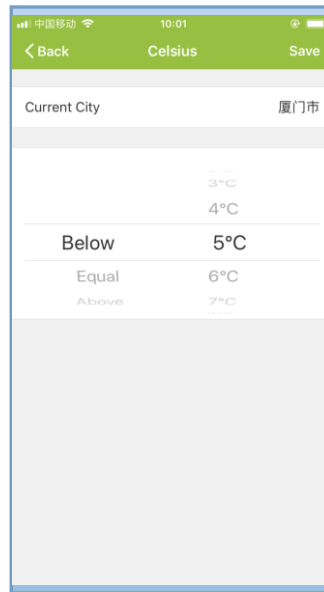 中国移动 10:01
Back Celsius Save
Current City 厦门市
3°C
4°C
Below 5°C
Equal 6°C
Above 7°C